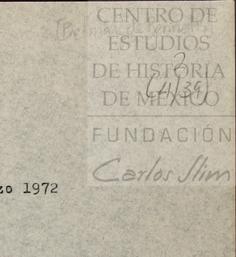 CENTRO DE
ESTUDIOS
DE HISTORIA
DE MÉXICO
FUNDACIÓN
Carlos Slim
zo 1972